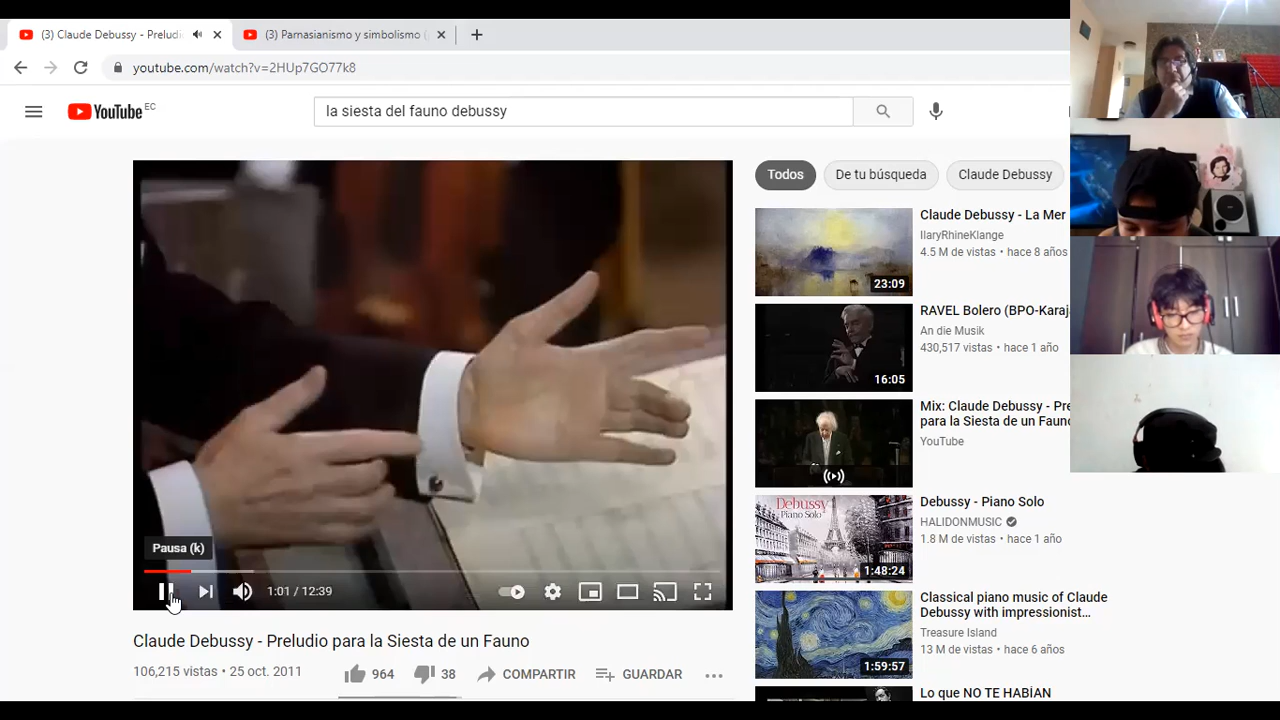 (3) Claude Debussy - Preludi
(3) Parnasianismo y simbolismo (
youtube.com/watch?v=2HUp7GO77k8
YouTube EC
la siesta del fauno debussy
Pausa (k)
1:01 / 12:39
Claude Debussy - Preludio para la Siesta de un Fauno
106,215 vistas • 25 oct. 2011
964
38
COMPARTIR
GUARDAR
Todos
De tu búsqueda
Claude Debussy
23:09
Claude Debussy - La Mer
IlaryRhineKlange
4.5 M de vistas • hace 8 años
16:05
RAVEL Bolero (BPO-Karaj
An die Musik
430,517 vistas • hace 1 año
Mix: Claude Debussy - Pre
para la Siesta de un Fauno
YouTube
Debussy
Piano Solo
1:48:24
Debussy - Piano Solo
HALIDONMUSIC
1.8 M de vistas • hace 1 año
1:59:57
Classical piano music of Claude
Debussy with impressionist…
Treasure Island
13 M de vistas • hace 6 años
Lo que NO TE HABÍAN